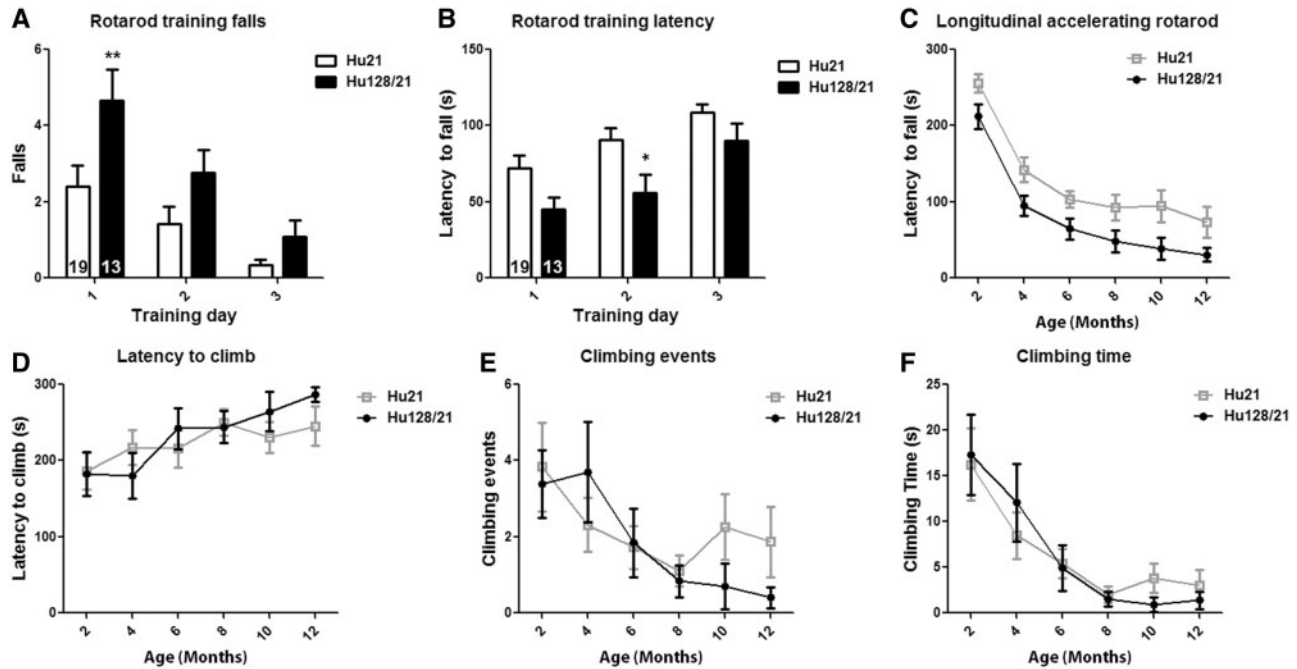 A Rotarod training falls
Falls
6
4
2
0
**
19
13
1
2
3
Training day
Hu21
Hu128/21
B Rotarod training latency
Latency to fall (s)
150
100
50
0
*
19
13
1
2
3
Training day
Hu21
Hu128/21
C Longitudinal accelerating rotarod
Latency to fall (s)
300
200
100
0
2
4
6
8
10
12
Age (Months)
Hu21
Hu128/21
D Latency to climb
Latency to climb (s)
300
200
100
0
2
4
6
8
10
12
Age (Months)
Hu21
Hu128/21
E Climbing events
Climbing events
6
4
2
0
2
4
6
8
10
12
Age (Months)
Hu21
Hu128/21
F Climbing time
Climbing Time (s)
25
20
15
10
5
0
2
4
6
8
10
12
Age (Months)
Hu21
Hu128/21